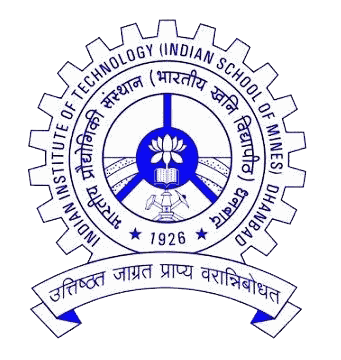 INDIAN INSTITUTE OF TECHNOLOGY (INDIAN SCHOOL OF MINES) DHANBAD
भारतीय प्रौद्योगिकी संस्थान (भारतीय खनि विद्यापीठ) धनबाद
★ 1926 ★
उत्तिष्ठत जाग्रत प्राप्य वरान्निबोधत